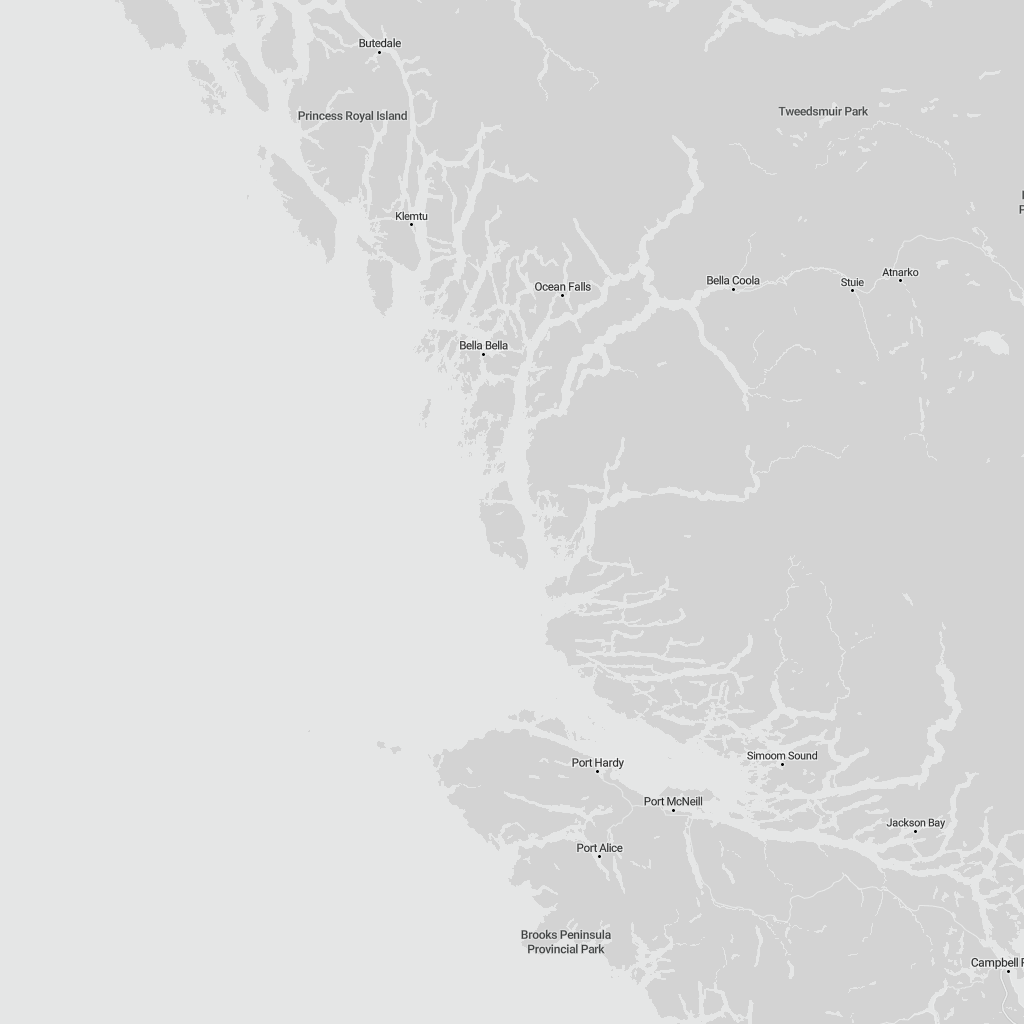 Butedale
Princess Royal Island
Tweedsmuir Park
Klemtu
Ocean Falls
Bella Coola
Stuie
Atnarko
Bella Bella
Simoom Sound
Port Hardy
Port McNeill
Jackson Bay
Port Alice
Brooks Peninsula
Provincial Park
Campbell